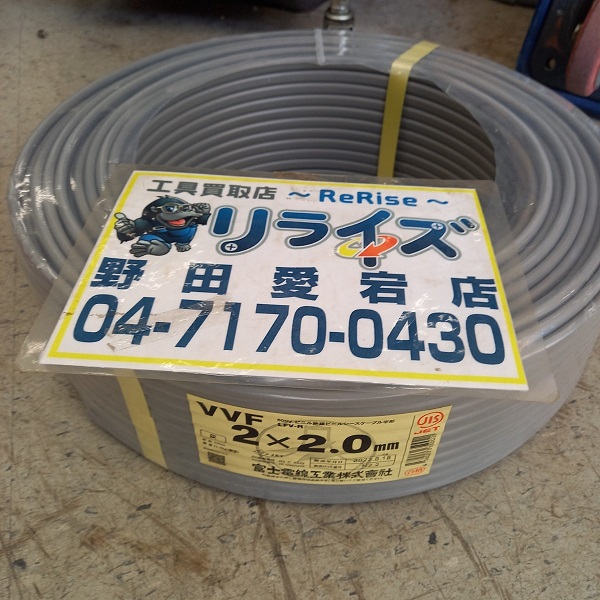 工具買取店 ～ ReRise ～
リライズ
野田愛宕店
04-7170-0430
VVF
2×2.0mm
JIS
JET
富士電線工業株式会社